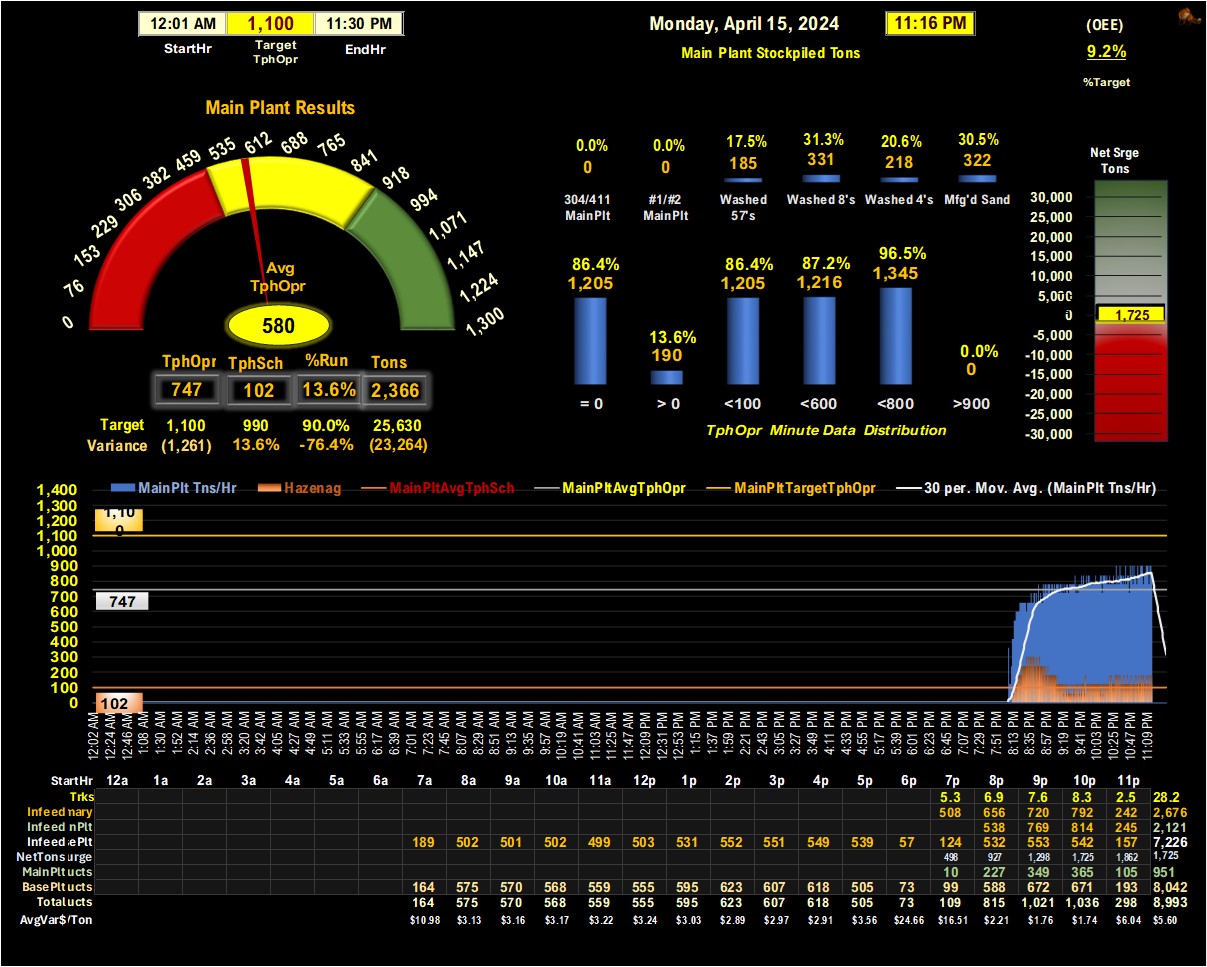 12:01 AM 1,100 11:30 PM
StartHr Target TphOpr EndHr
Monday, April 15, 2024 11:16 PM
Main Plant Stockpiled Tons
(OEE)
9.2%
%Target
Main Plant Results
0 76 153 229 306 382 459 535 612 688 765 841 918 994 1,071 1,147 1,224 1,300
Avg
TphOpr
580
TphOpr TphSch %Run Tons
747 102 13.6% 2,366
Target 1,100 990 90.0% 25,630
Variance (1,261) 13.6% -76.4% (23,264)
0.0% 0.0% 17.5% 31.3% 20.6% 30.5%
0 0 185 331 218 322
304/411 MainPlt #1/#2 MainPlt Washed 57's Washed 8's Washed 4's Mfg'd Sand
86.4% 13.6% 86.4% 87.2% 96.5% 0.0%
1,205 190 1,205 1,216 1,345 0
= 0 > 0 <100 <600 <800 >900
TphOpr Minute Data Distribution
Net Srge
Tons
30,000
25,000
20,000
15,000
10,000
5,000
0
1,725
-5,000
-10,000
-15,000
-20,000
-25,000
-30,000
MainPlt Tns/Hr Hazenag MainPltAvgTphSch MainPltAvgTphOpr MainPltTargetTphOpr 30 per. Mov. Avg. (MainPlt Tns/Hr)
1,400
1,300
1,200
1,100
1,000
900
800
700
600
500
400
300
200
100
0
1,100
747
102
12:02 AM 12:24 AM 12:46 AM 1:08 AM 1:30 AM 1:52 AM 2:14 AM 2:36 AM 2:58 AM 3:20 AM 3:42 AM 4:05 AM 4:27 AM 4:49 AM 5:11 AM 5:33 AM 5:55 AM 6:17 AM 6:39 AM 7:01 AM 7:23 AM 7:45 AM 8:07 AM 8:29 AM 8:51 AM 9:13 AM 9:35 AM 9:57 AM 10:19 AM 10:41 AM 11:03 AM 11:25 AM 11:47 AM 12:09 PM 12:31 PM 12:53 PM 1:15 PM 1:37 PM 1:59 PM 2:21 PM 2:43 PM 3:05 PM 3:27 PM 3:49 PM 4:11 PM 4:33 PM 4:55 PM 5:17 PM 5:39 PM 6:01 PM 6:23 PM 6:45 PM 7:07 PM 7:29 PM 7:51 PM 8:13 PM 8:35 PM 8:57 PM 9:19 PM 9:41 PM 10:03 PM 10:25 PM 10:47 PM 11:09 PM
StartHr 12a 1a 2a 3a 4a 5a 6a 7a 8a 9a 10a 11a 12p 1p 2p 3p 4p 5p 6p 7p 8p 9p 10p 11p
Trks 5.3 6.9 7.6 8.3 2.5 28.2
Infeed mary 508 656 720 792 242 2,676
Infeed nPlt 538 769 814 245 2,121
Infeed ePlt 189 502 501 502 499 503 531 552 551 549 539 57 124 532 553 542 157 7,226
NetTons urge 498 927 1,298 1,725 1,862 1,725
MainPlt ucts 10 227 349 365 105 951
BasePlt ucts 164 575 570 568 559 555 595 623 607 618 505 73 99 588 672 671 193 8,042
Total ucts 164 575 570 568 559 555 595 623 607 618 505 73 109 815 1,021 1,036 298 8,993
AvgVar$/Ton $10.98 $3.13 $3.16 $3.17 $3.22 $3.24 $3.03 $2.89 $2.97 $2.91 $3.56 $24.66 $16.51 $2.21 $1.76 $1.74 $6.04 $5.60